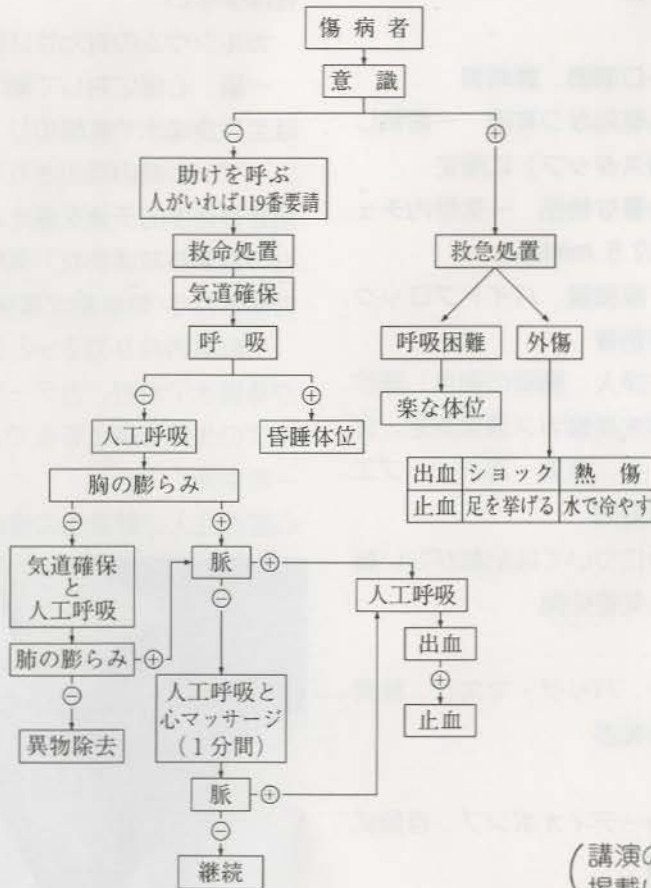 傷病者
意識
⊖
⊕
助けを呼ぶ
人がいれば119番要請
救命処置
気道確保
呼吸
⊖
⊕
人工呼吸
昏睡体位
救急処置
呼吸困難
外傷
楽な体位
出血 ショック 熱傷
止血 足を挙げる 水で冷やす
胸の膨らみ
⊖
⊕
気道確保
と
人工呼吸
肺の膨らみ
⊕
⊖
異物除去
脈
⊕
⊖
人工呼吸と
心マッサージ
(1分間)
脈
⊕
⊖
継続
人工呼吸
出血
⊕
止血
(講演の